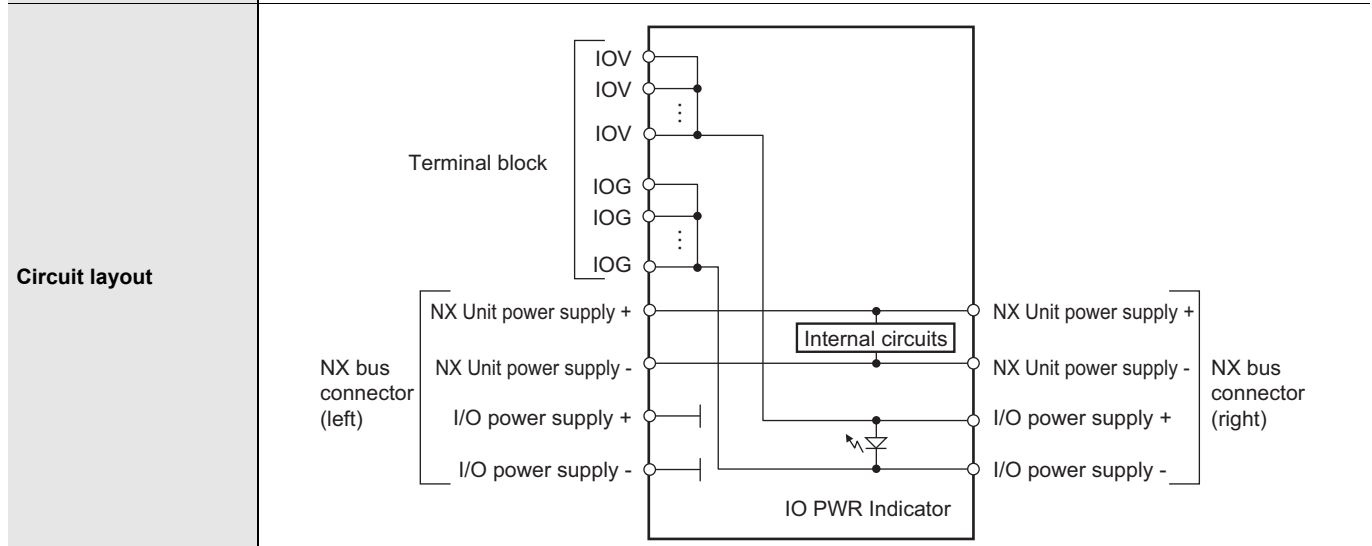 Circuit layout
Terminal block
IOV
IOV
IOV
IOG
IOG
IOG
NX bus
connector
(left)
NX Unit power supply +
NX Unit power supply -
I/O power supply +
I/O power supply -
Internal circuits
IO PWR Indicator
NX Unit power supply +
NX Unit power supply -
I/O power supply +
I/O power supply -
NX bus
connector
(right)